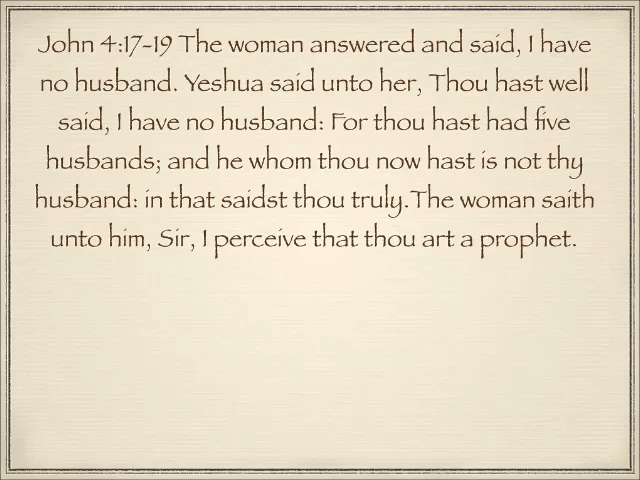 John 4:17-19 The woman answered and said, I have
no husband. Yeshua said unto her, Thou hast well
said, I have no husband: For thou hast had five
husbands; and he whom thou now hast is not thy
husband: in that saidst thou truly.The woman saith
unto him, Sir, I perceive that thou art a prophet.